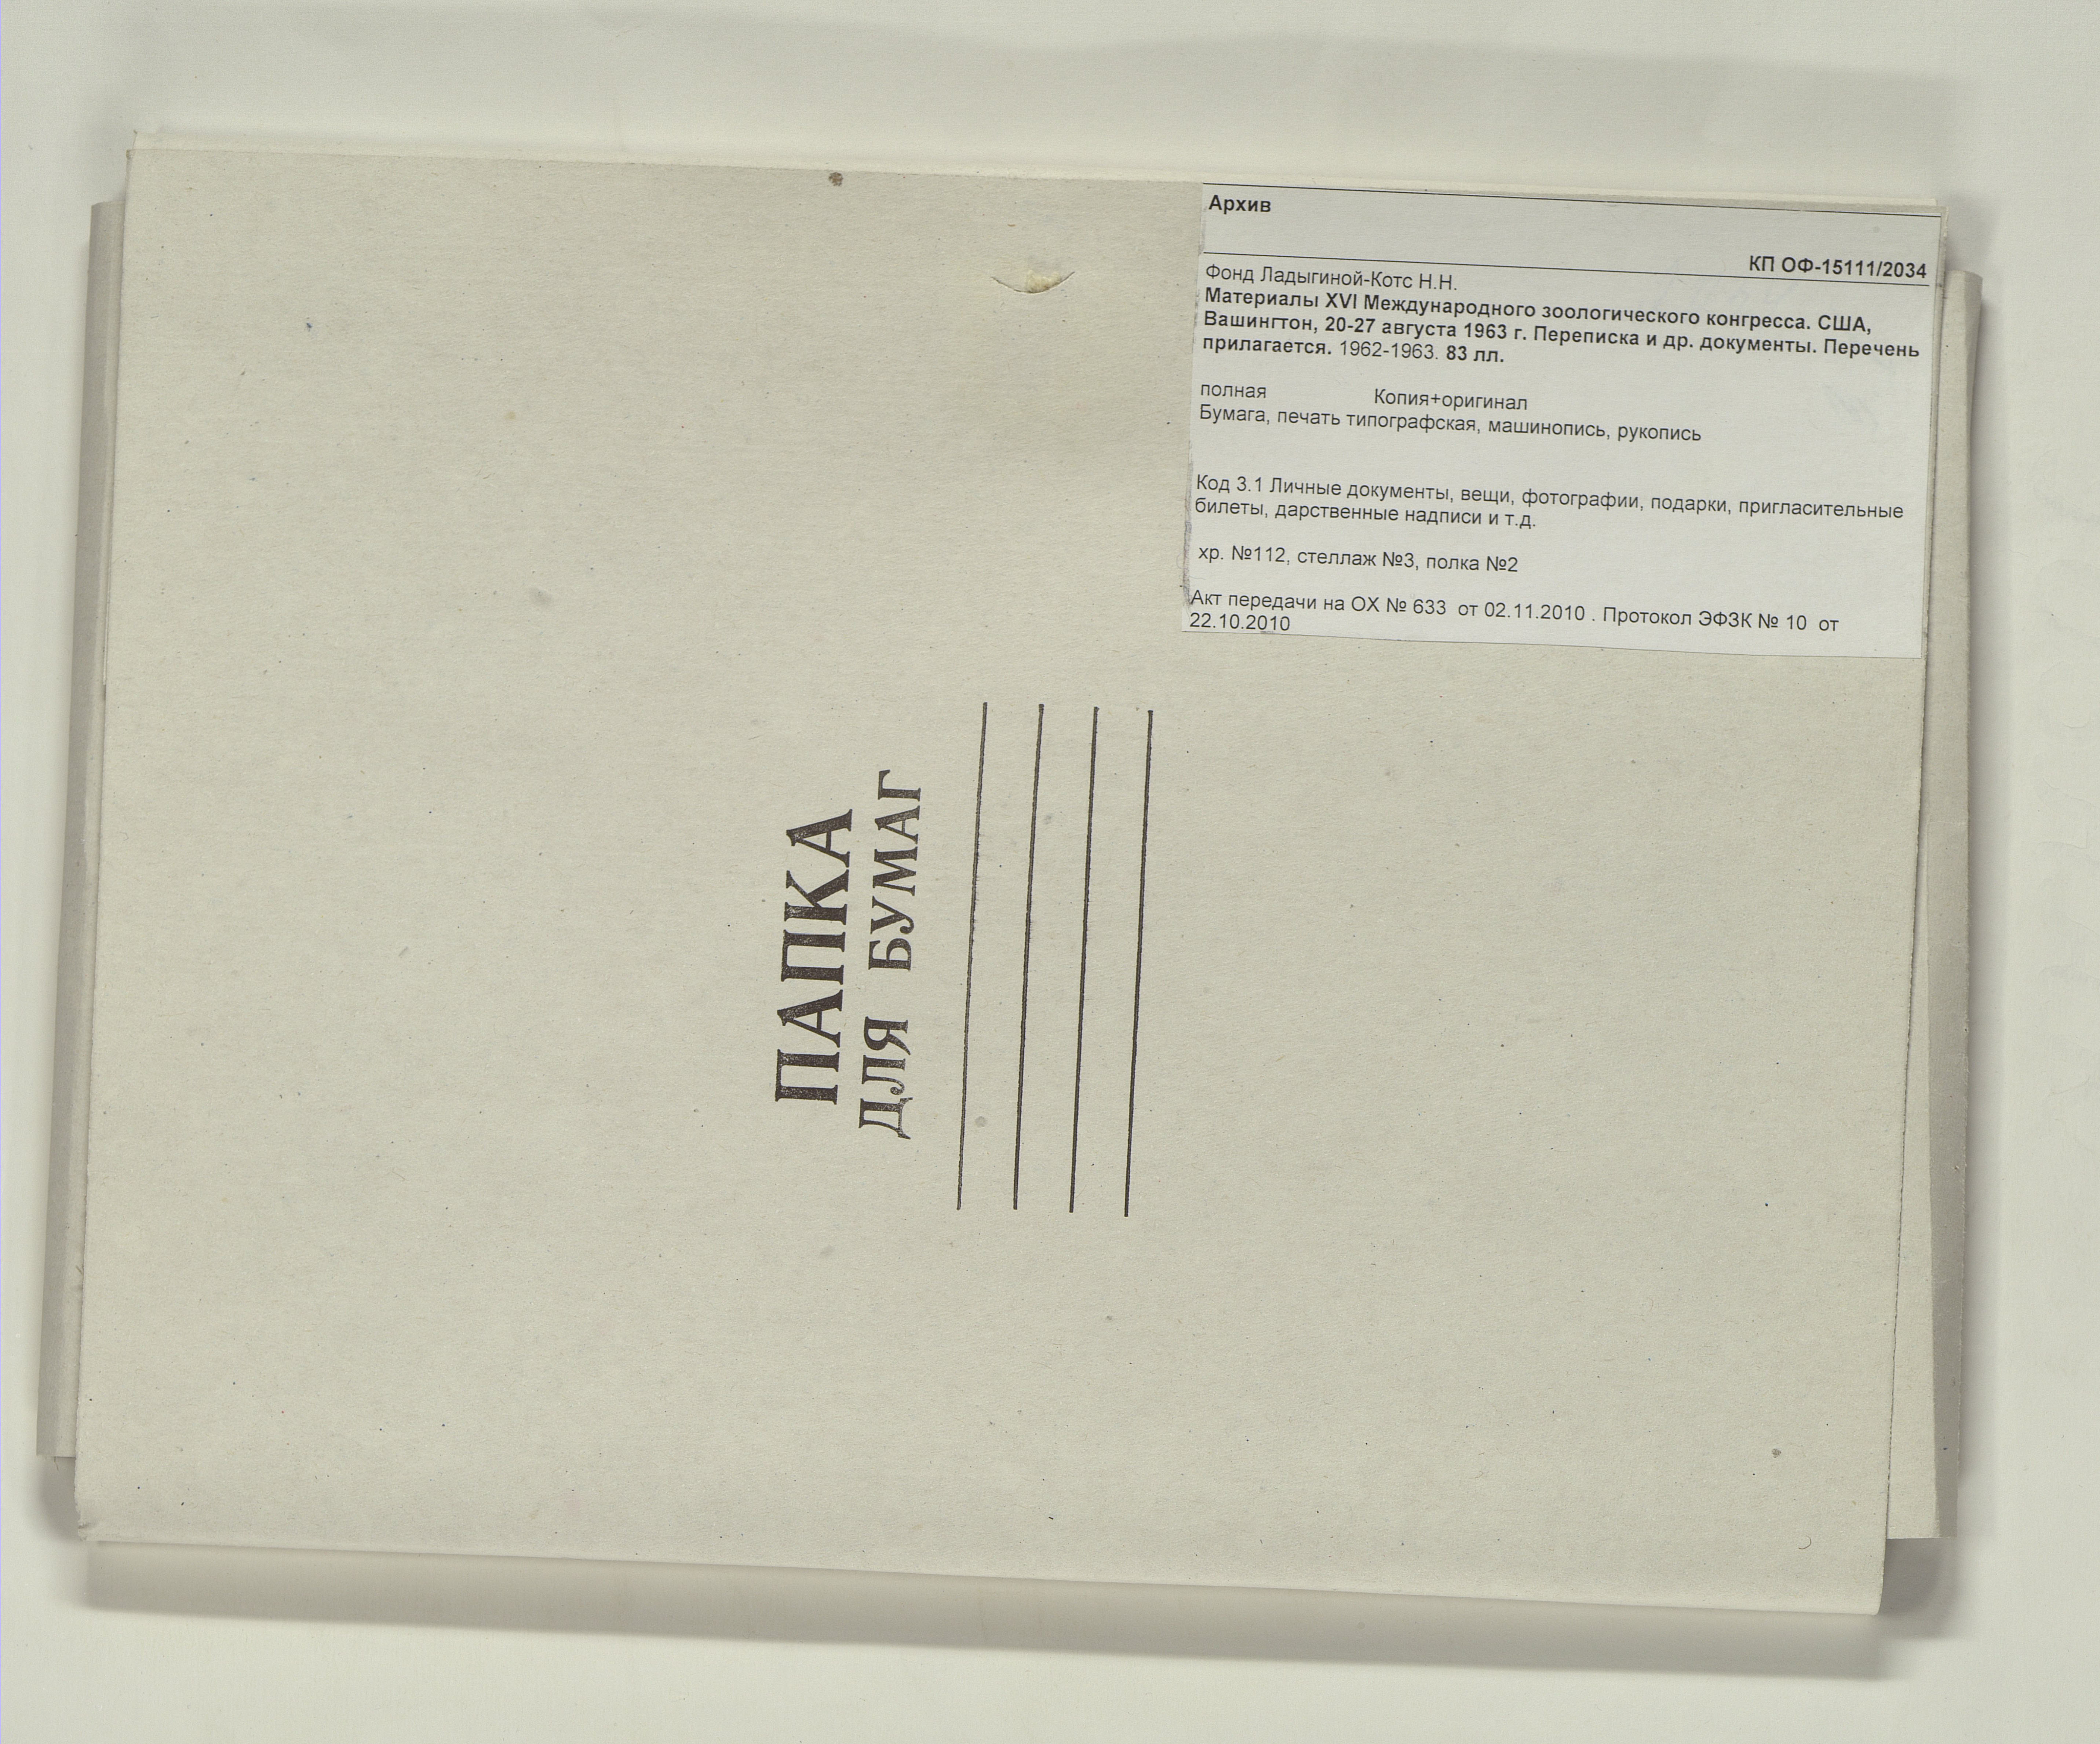 Архив
КП ОФ-15111/2034
Фонд Ладыгиной-Котс Н.Н.
Материалы XVI Международного зоологического конгресса. США,
Вашингтон, 20-27 августа 1963 г. Переписка и др. документы. Перечень
прилагается. 1962-1963. 83 лл.
полная Копия+оригинал
Бумага, печать типографская, машинопись, рукопись
Код 3.1 Личные документы, вещи, фотографии, подарки, пригласительные
билеты, дарственные надписи и т.д.
хр. №112, стеллаж №3, полка №2
Акт передачи на ОХ № 633 от 02.11.2010 . Протокол ЭФЗК № 10 от
22.10.2010
ПАПКА
ДЛЯ БУМАГ